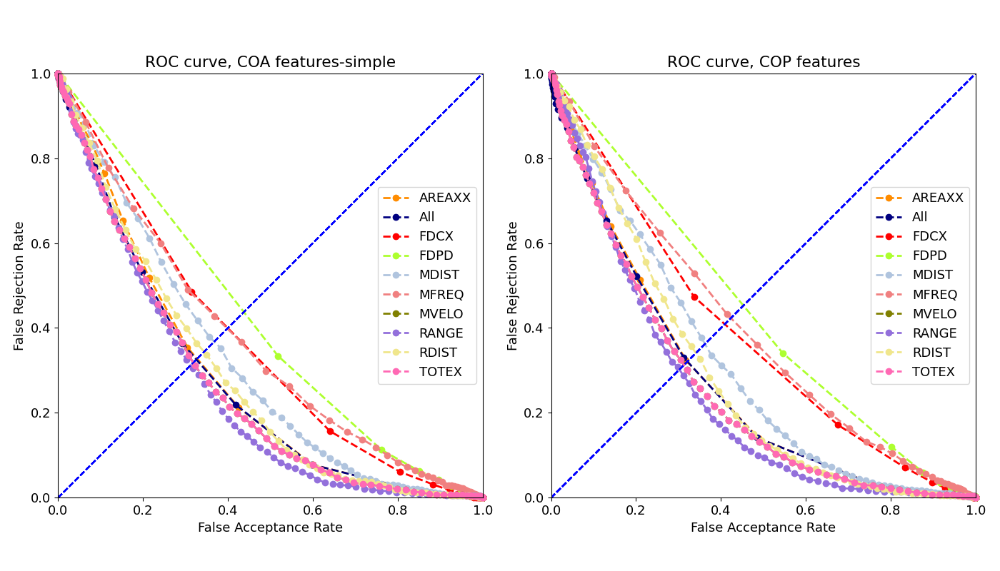 ROC curve, COA features-simple
1.0
0.8
0.6
0.4
0.2
0.0
False Rejection Rate
AREAXX
All
FDCX
FDPD
MDIST
MFREQ
MVELO
RANGE
RDIST
TOTEX
0.0 0.2 0.4 0.6 0.8 1.0
False Acceptance Rate
ROC curve, COP features
1.0
0.8
0.6
0.4
0.2
0.0
False Rejection Rate
AREAXX
All
FDCX
FDPD
MDIST
MFREQ
MVELO
RANGE
RDIST
TOTEX
0.0 0.2 0.4 0.6 0.8 1.0
False Acceptance Rate